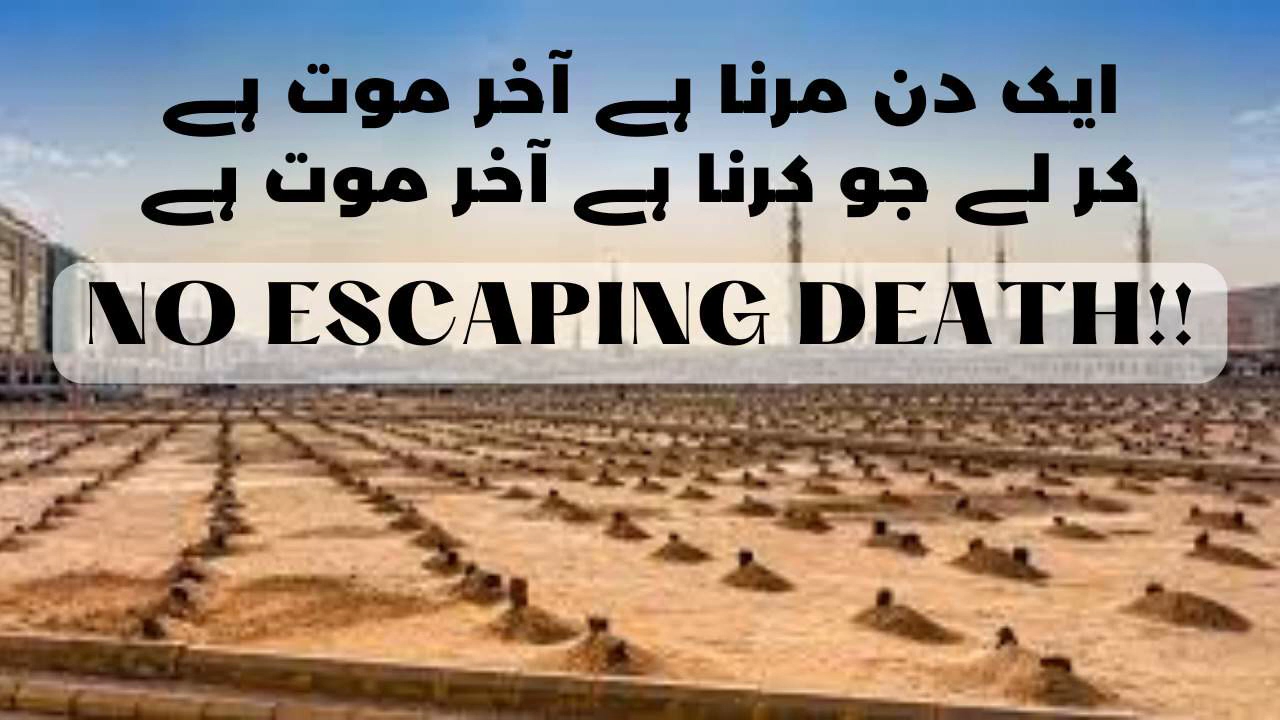 ایک دن مرنا ہے آخر موت ہے
کر لے جو کرنا ہے آخر موت ہے
NO ESCAPING DEATH!!